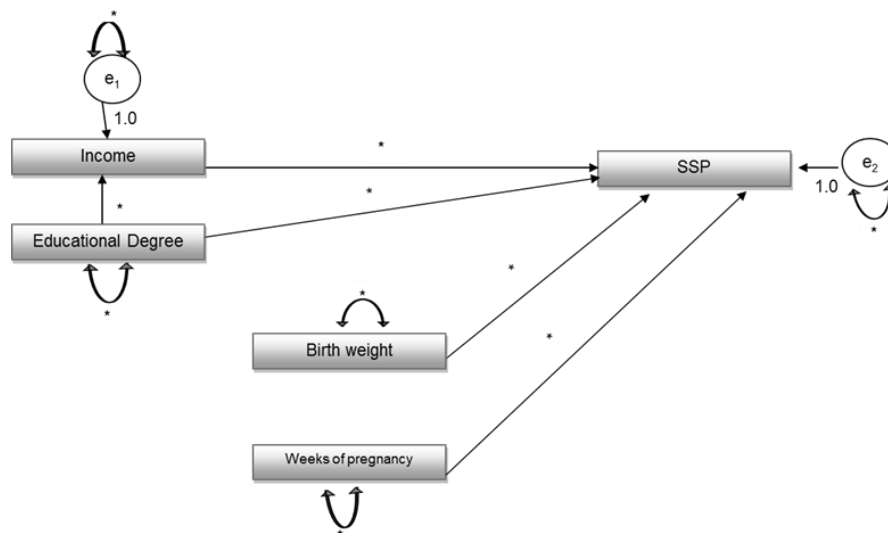 *
e1
1.0
Income
*
SSP
e2
1.0
*
*
*
Educational Degree
*
*
*
Birth weight
*
Weeks of pregnancy
*